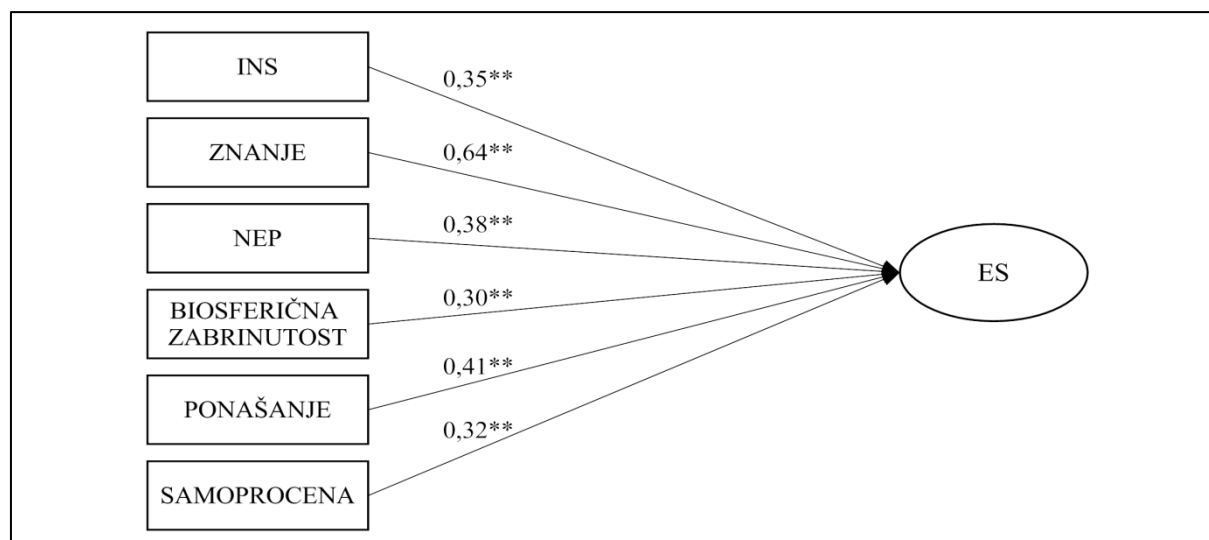 INS
0,35**
ZNANJE
0,64**
NEP
0,38**
BIOSFERIČNA
ZABRINUTOST
0,30**
PONAŠANJE
0,41**
SAMOPROCENA
0,32**
ES